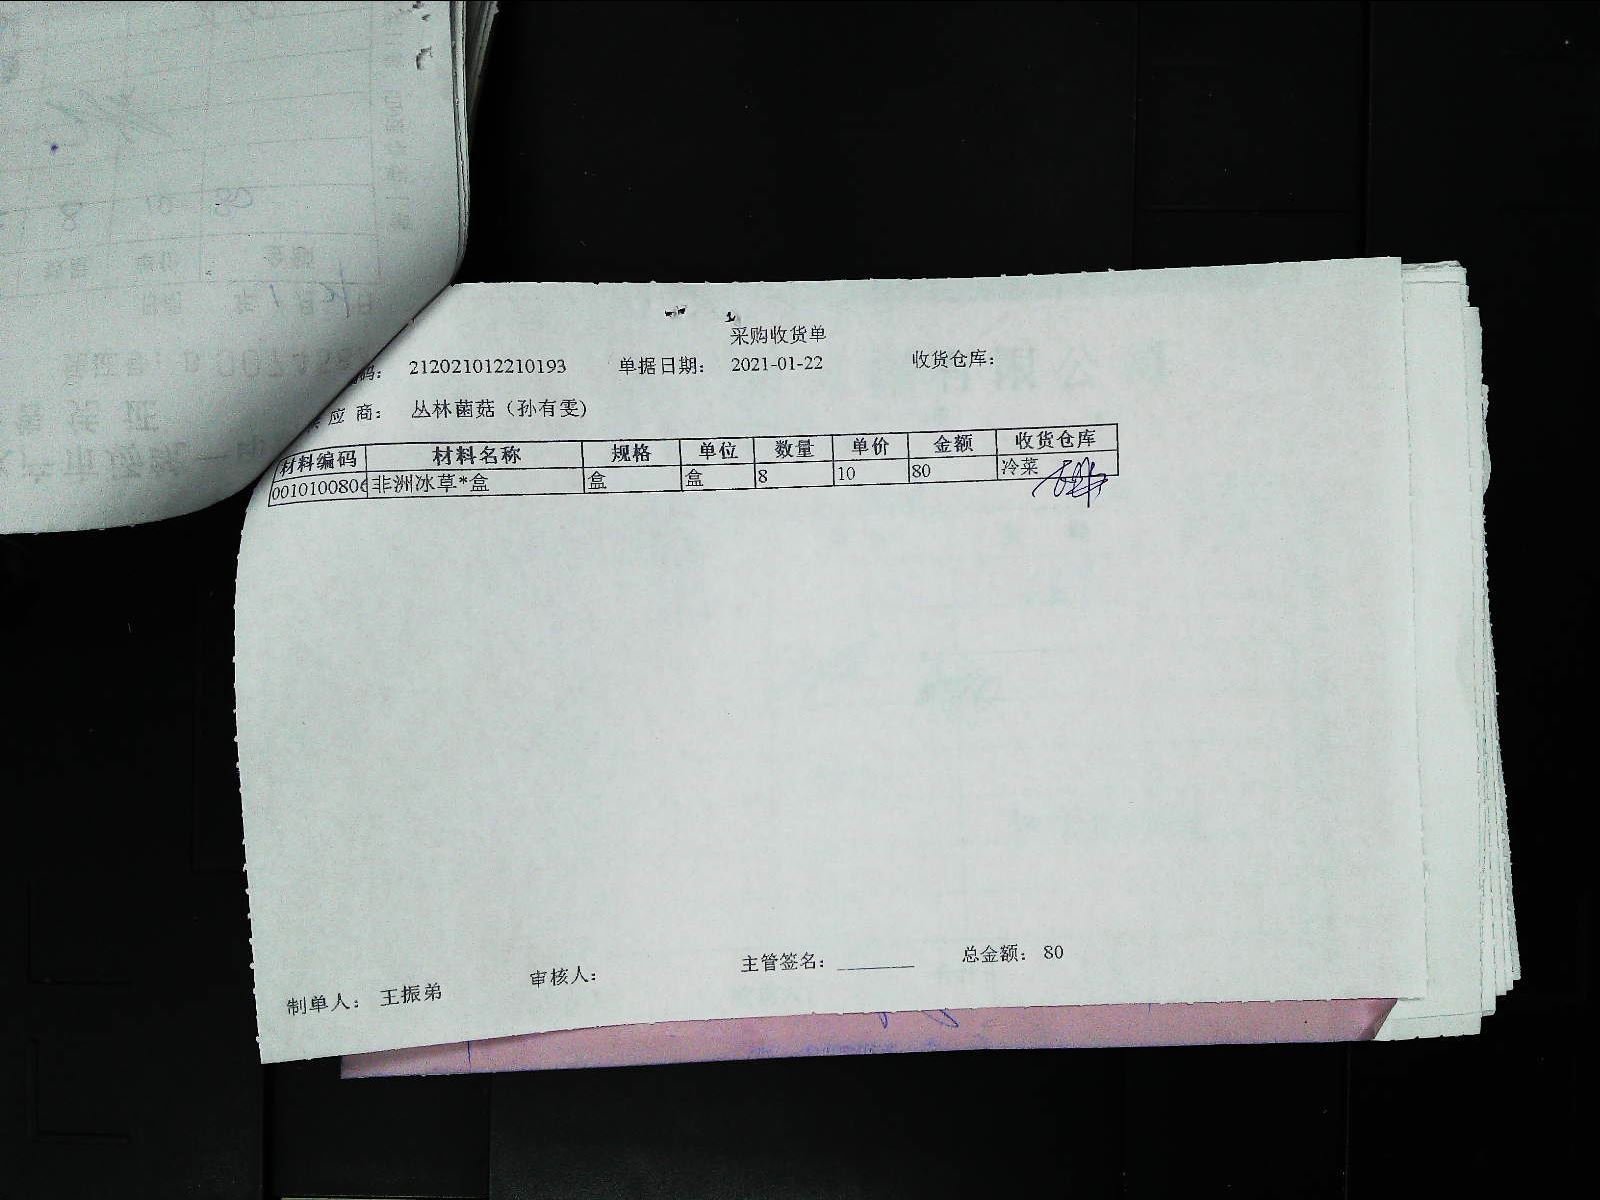 采购收货单
码： 212021012210193 单据日期： 2021-01-22 收货仓库：
应 商： 丛林菌菇（孙有雯）
材料编码 材料名称 规格 单位 数量 单价 金额 收货仓库
0010100806 非洲冰草*盒 盒 盒 8 10 80 冷菜
制单人： 王振弟 审核人： 主管签名： 总金额： 80